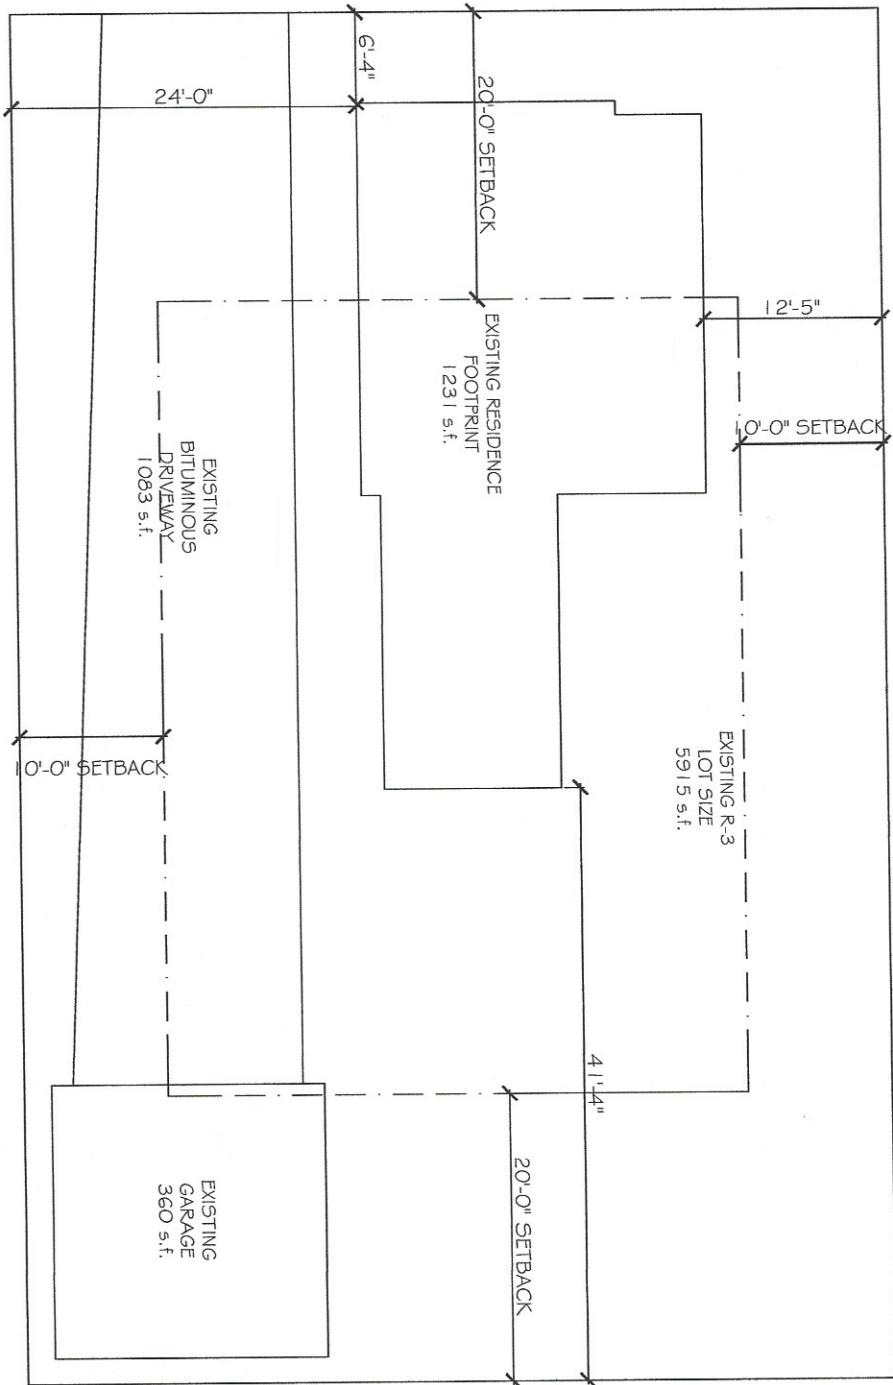 24'-0"
6'-4"
20'-0" SETBACK
12'-5"
0'-0" SETBACK
EXISTING RESIDENCE
FOOTPRINT
1231 s.f.
EXISTING
BITUMINOUS
DRIVEWAY
1083 s.f.
EXISTING R-3
LOT SIZE
5915 s.f.
10'-0" SETBACK
41'-4"
20'-0" SETBACK
EXISTING
GARAGE
360 s.f.